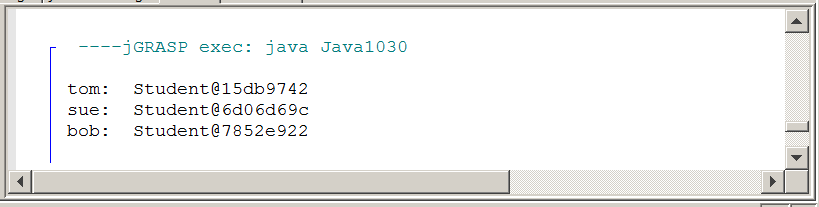 ----jGRASP exec: java Java1030
tom:  Student@15db9742
sue:  Student@6d06d69c
bob:  Student@7852e922